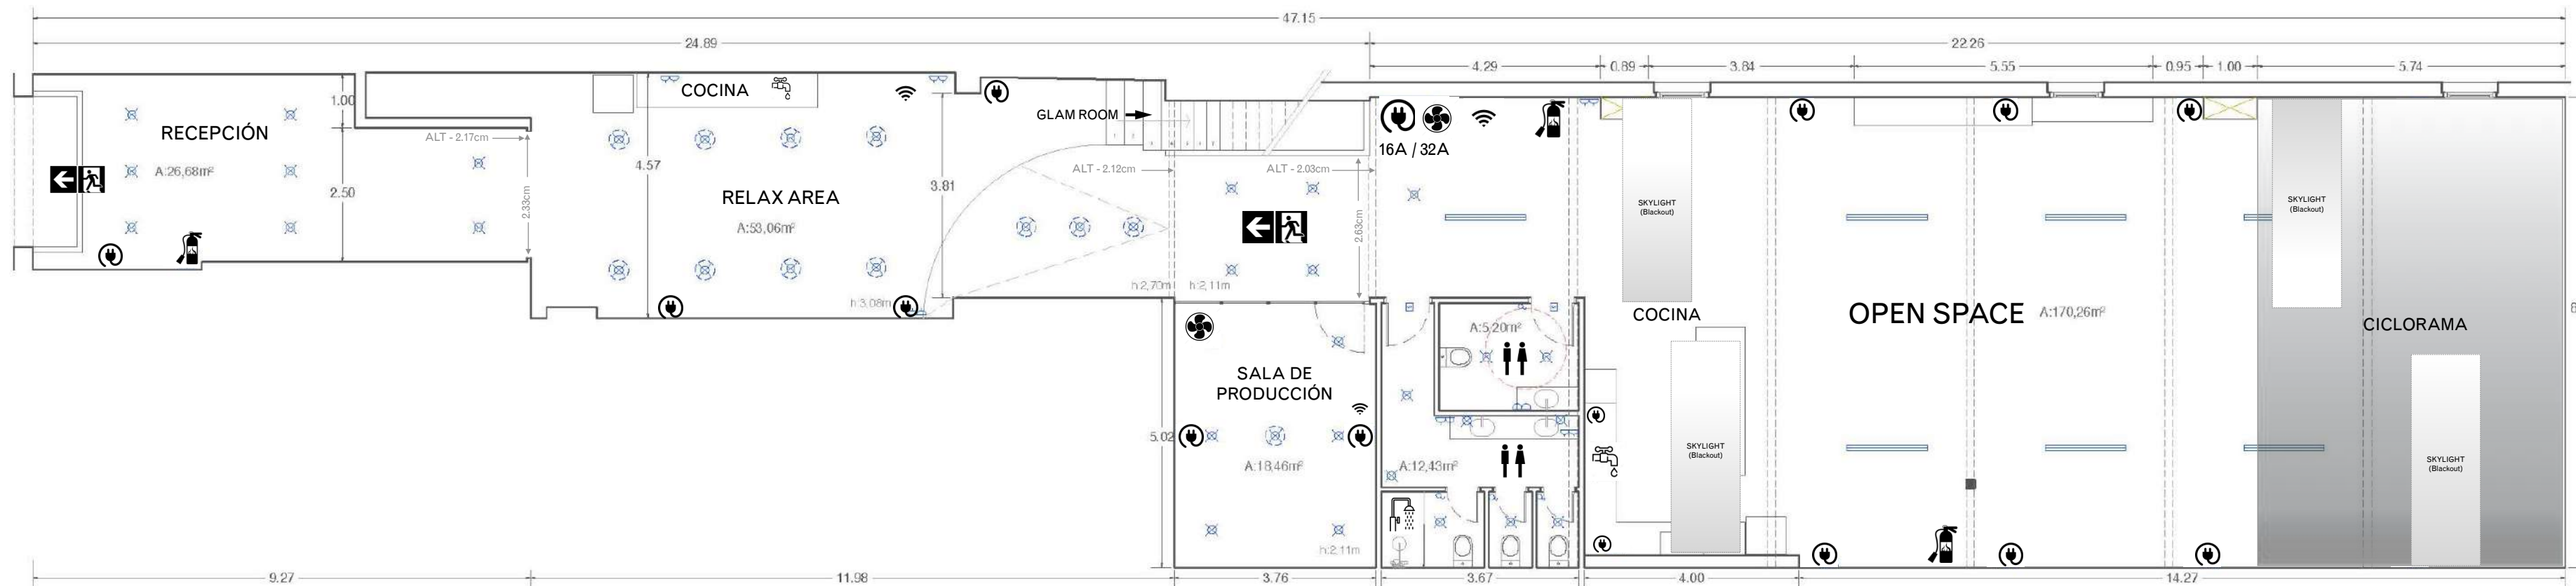 47.15
24.89
22.26
4.29
0.89
3.84
5.55
0.95
1.00
5.74
RECEPCIÓN
A:26,68m²
1.00
2.50
ALT - 2.17cm
2.33cm
COCINA
4.57
RELAX AREA
A:53,06m²
3.81
h:3,08m
GLAM ROOM
ALT - 2.12cm
ALT - 2.03cm
h:2,70m
h:2,11m
2.63cm
16A / 32A
SKYLIGHT
(Blackout)
COCINA
OPEN SPACE
A:170,26m²
SKYLIGHT
(Blackout)
CICLORAMA
SALA DE
PRODUCCIÓN
5.02
A:18,46m²
h:2,11m
A:5,20m²
A:12,43m²
SKYLIGHT
(Blackout)
SKYLIGHT
(Blackout)
9.27
11.98
3.76
3.67
4.00
14.27